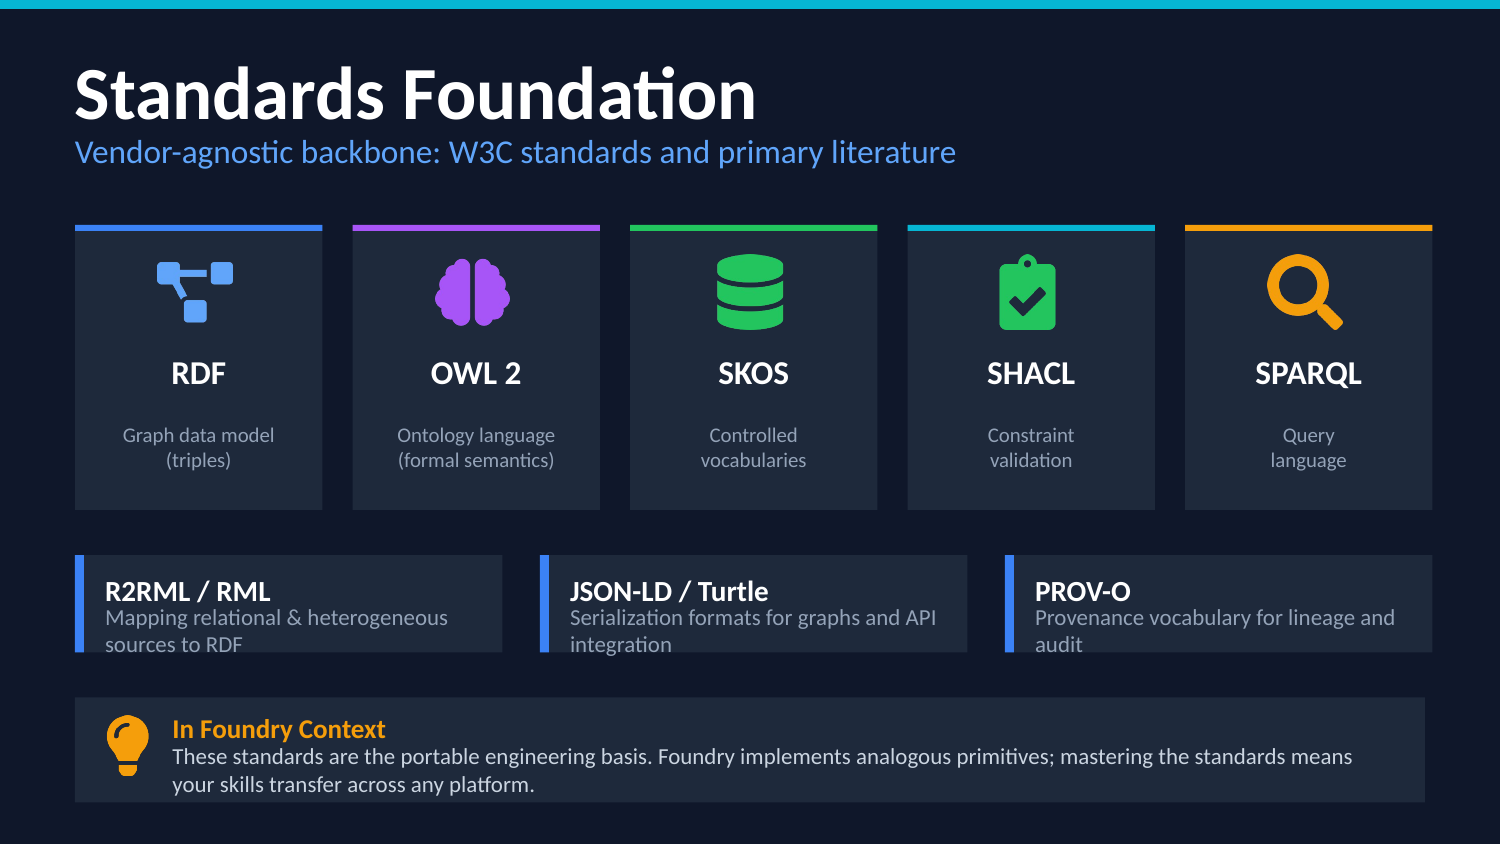 Standards Foundation
Vendor-agnostic backbone: W3C standards and primary literature
RDF
Graph data model
(triples)
OWL 2
Ontology language
(formal semantics)
SKOS
Controlled
vocabularies
SHACL
Constraint
validation
SPARQL
Query
language
R2RML / RML
Mapping relational & heterogeneous
sources to RDF
JSON-LD / Turtle
Serialization formats for graphs and API
integration
PROV-O
Provenance vocabulary for lineage and
audit
In Foundry Context
These standards are the portable engineering basis. Foundry implements analogous primitives; mastering the standards means
your skills transfer across any platform.